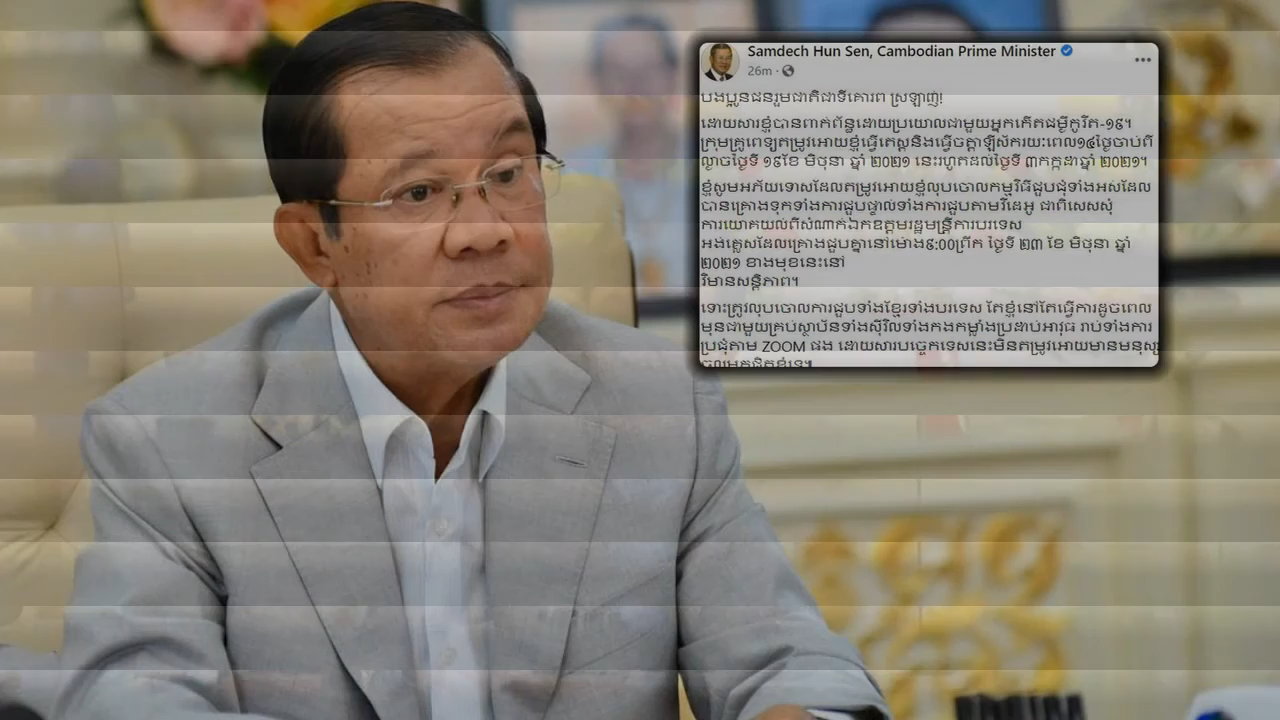 Samdech Hun Sen, Cambodian Prime Minister
26m ·
បងប្អូនជនរួមជាតិជាទីគោរព ស្រឡាញ់!
ដោយសារខ្ញុំបានពាក់ព័ន្ធដោយប្រយោលជាមួយអ្នកកើតជម្ងឺកូវីត-១៩។
ក្រុមគ្រូពេទ្យតម្រូវអោយខ្ញុំធ្វើតេស្តនិងធ្វើចត្តាឡីស័ករយៈពេល១៤ថ្ងៃចាប់ពី
ល្ងាចថ្ងៃទី ១៩ខែ មិថុនា ឆ្នាំ ២០២១ នេះរហូតដល់ថ្ងៃទី ៣កក្កដាឆ្នាំ ២០២១។
ខ្ញុំសូមអភ័យទោសដែលតម្រូវអោយខ្ញុំលុបចោលកម្មវិធីជួបជុំទាំងអស់ដែល
បានគ្រោងទុកទាំងការជួបផ្ទាល់ទាំងការជួបតាមវីដេអូ ជាពិសេសសុំ
ការយោគយល់ពីសំណាក់ឯកឧត្តមរដ្ឋមន្ត្រីការបរទេស
អង់គ្លេសដែលគ្រោងជួបគ្នានៅម៉ោង៩:00ព្រឹក ថ្ងៃទី ២៣ ខែ មិថុនា ឆ្នាំ
២០២១ ខាងមុខនេះនៅ
វិមានសន្តិភាព។
ទោះត្រូវលុបចោលការជួបទាំងខ្មែរទាំងបរទេស តែខ្ញុំនៅតែធ្វើការដូចពេល
មុនជាមួយគ្រប់ស្ថាប័នទាំងស៊ីវិលទាំងកងកម្លាំងប្រដាប់អាវុធ រាប់ទាំងការ
ប្រជុំតាម ZOOM ផង ដោយសារបច្ចេកទេសនេះមិនតម្រូវអោយមានមនុស្ស